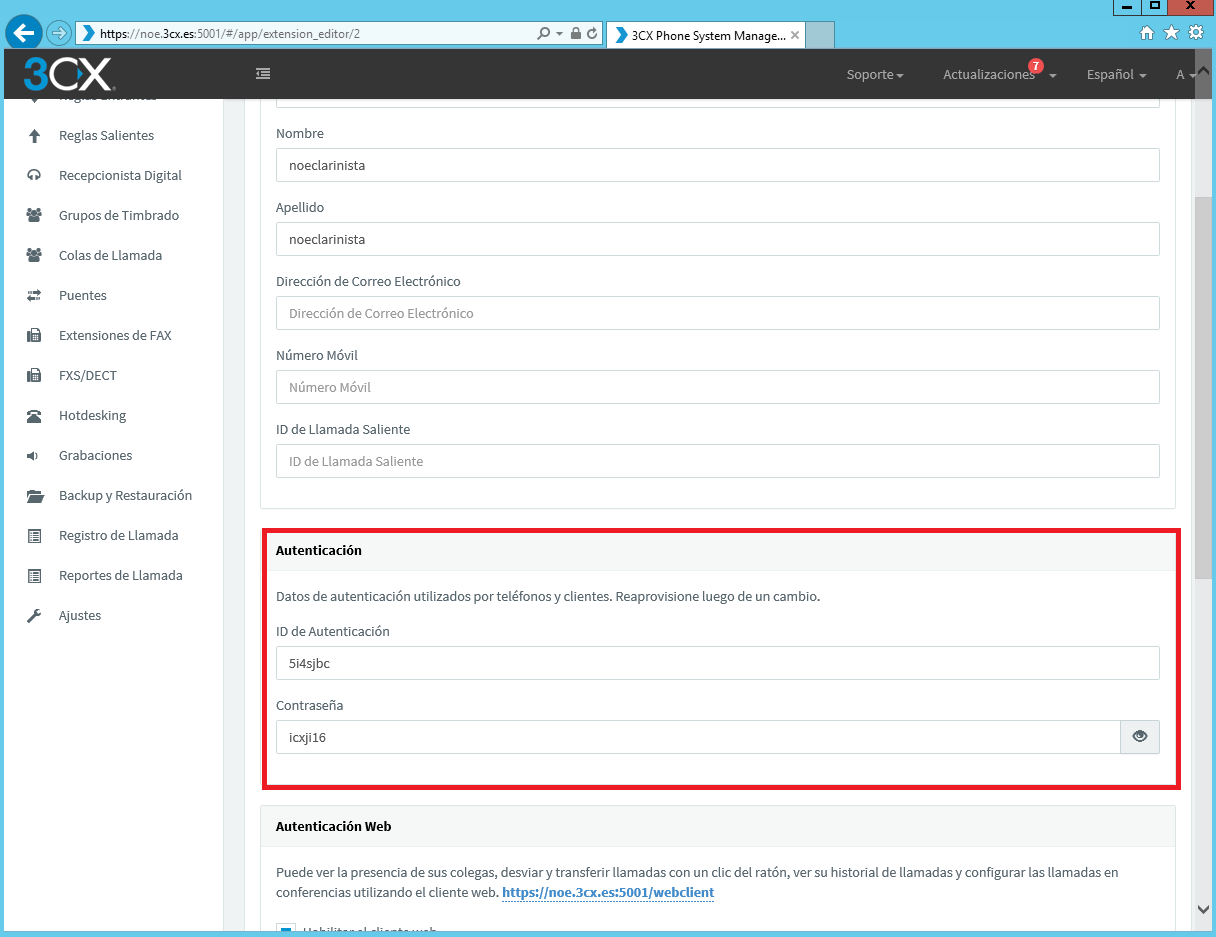 https://noe.3cx.es:5001/#/app/extension_editor/2
3CX Phone System Manage...
3CX
Soporte
Actualizaciones
7
Español
A
Reglas Entrantes
Reglas Salientes
Recepcionista Digital
Grupos de Timbrado
Colas de Llamada
Puentes
Extensiones de FAX
FXS/DECT
Hotdesking
Grabaciones
Backup y Restauración
Registro de Llamada
Reportes de Llamada
Ajustes
Nombre
noeclarinista
Apellido
noeclarinista
Dirección de Correo Electrónico
Dirección de Correo Electrónico
Número Móvil
Número Móvil
ID de Llamada Saliente
ID de Llamada Saliente
Autenticación
Datos de autenticación utilizados por teléfonos y clientes. Reaprovisione luego de un cambio.
ID de Autenticación
5i4sjbc
Contraseña
icxji16
Autenticación Web
Puede ver la presencia de sus colegas, desviar y transferir llamadas con un clic del ratón, ver su historial de llamadas y configurar las llamadas en
conferencias utilizando el cliente web. https://noe.3cx.es:5001/webclient
Habilitar el cliente web